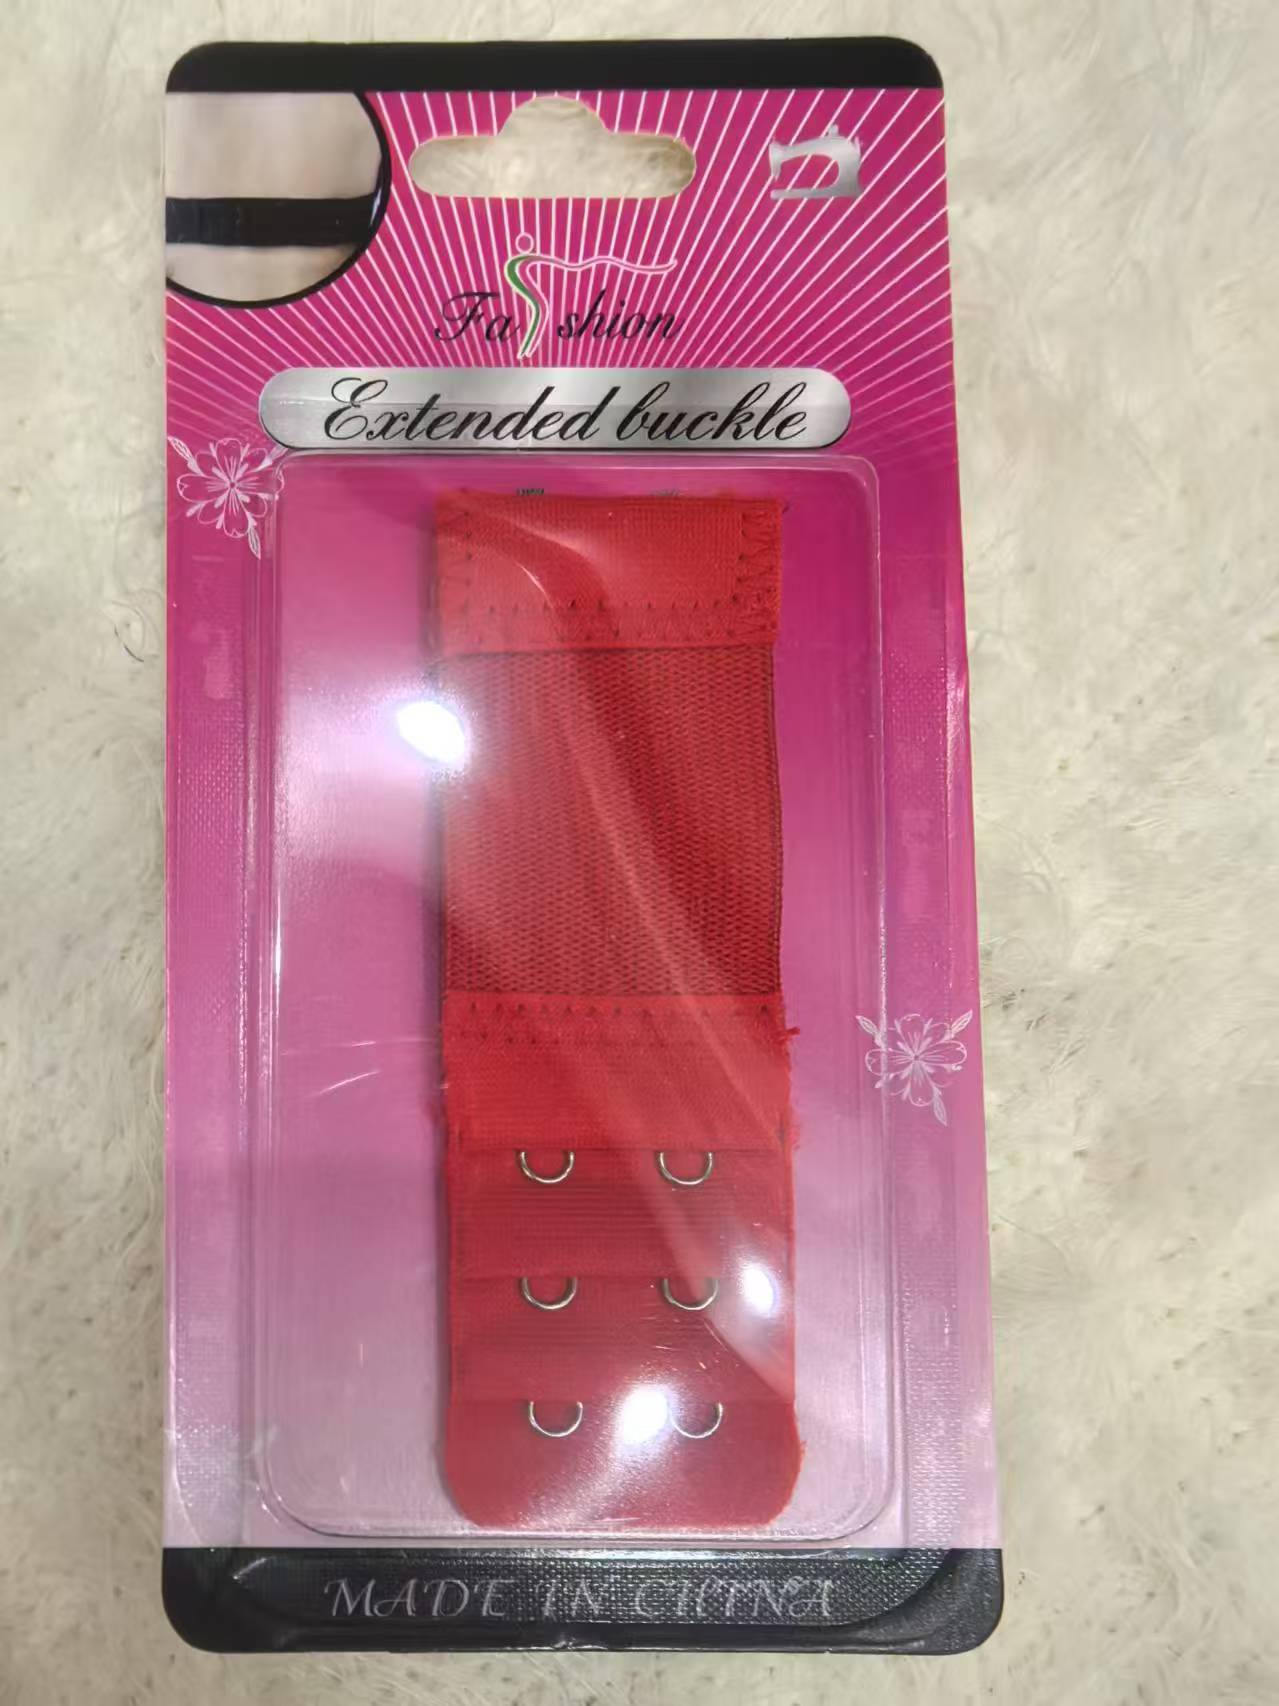 Fashion
Extended buckle
MADE IN CHINA